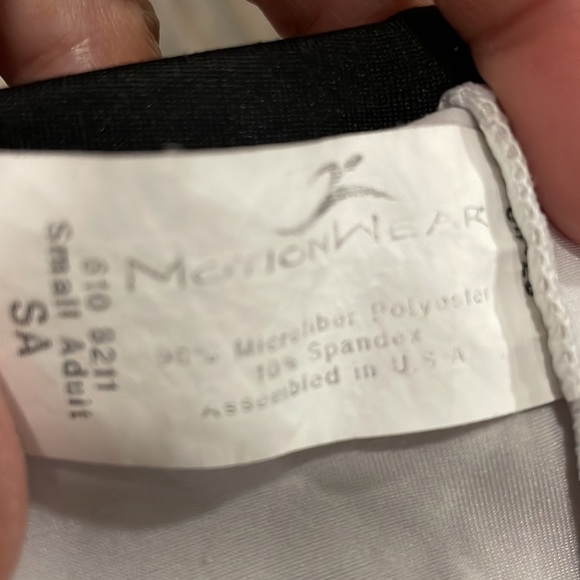 MOTIONWEAR
90% Microfiber Polyester
10% Spandex
Assembled in U.S.A.
610 8211
Small Adult
SA